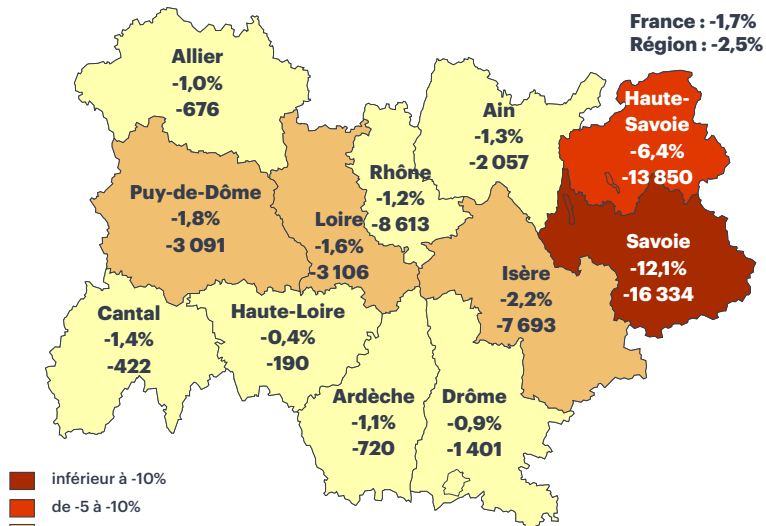 France : -1,7%
Région : -2,5%
Allier
-1,0%
-676
Ain
-1,3%
-2 057
Haute-
Savoie
-6,4%
-13 850
Rhône
-1,2%
-8 613
Puy-de-Dôme
-1,8%
-3 091
Loire
-1,6%
-3 106
Savoie
-12,1%
-16 334
Isère
-2,2%
-7 693
Cantal
-1,4%
-422
Haute-Loire
-0,4%
-190
Ardèche
-1,1%
-720
Drôme
-0,9%
-1 401
inférieur à -10%
de -5 à -10%